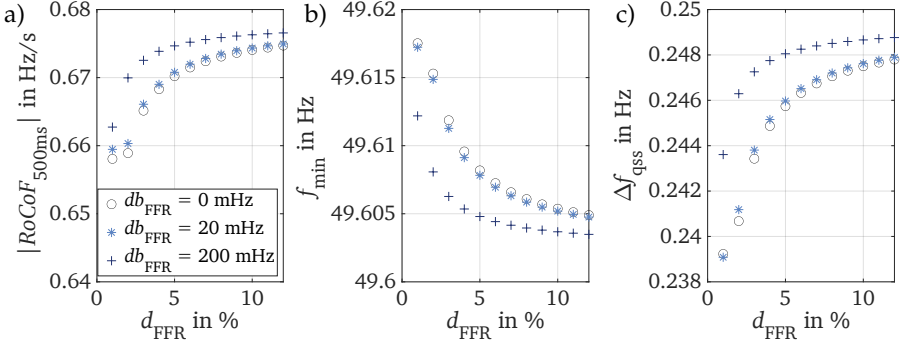 a)
|RoCoF500ms| in Hz/s
0.68
0.67
0.66
0.65
0.64
0
5
10
dFFR in %
dbFFR = 0 mHz
dbFFR = 20 mHz
dbFFR = 200 mHz
b)
fmin in Hz
49.62
49.615
49.61
49.605
49.6
0
5
10
dFFR in %
c)
Δfqss in Hz
0.25
0.248
0.246
0.244
0.242
0.24
0.238
0
5
10
dFFR in %